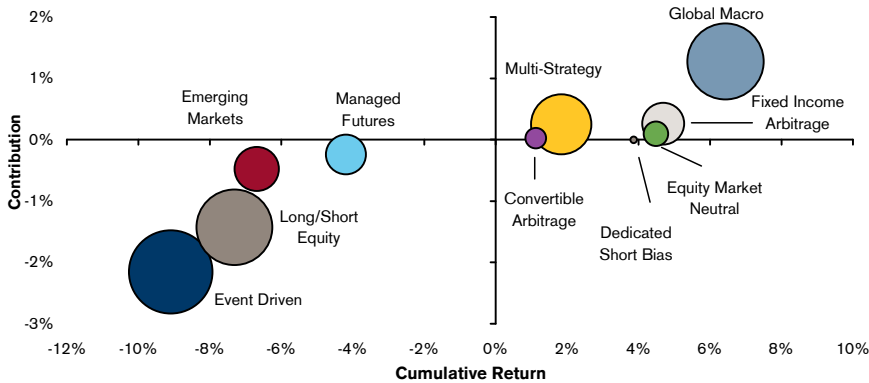 2%
Global Macro
1%
Multi-Strategy
Emerging
Markets
Managed
Futures
Fixed Income
Arbitrage
0%
Contribution
-1%
Long/Short
Equity
Convertible
Arbitrage
Equity Market
Neutral
Dedicated
Short Bias
-2%
Event Driven
-3%
-12% -10% -8% -6% -4% -2% 0% 2% 4% 6% 8% 10%
Cumulative Return